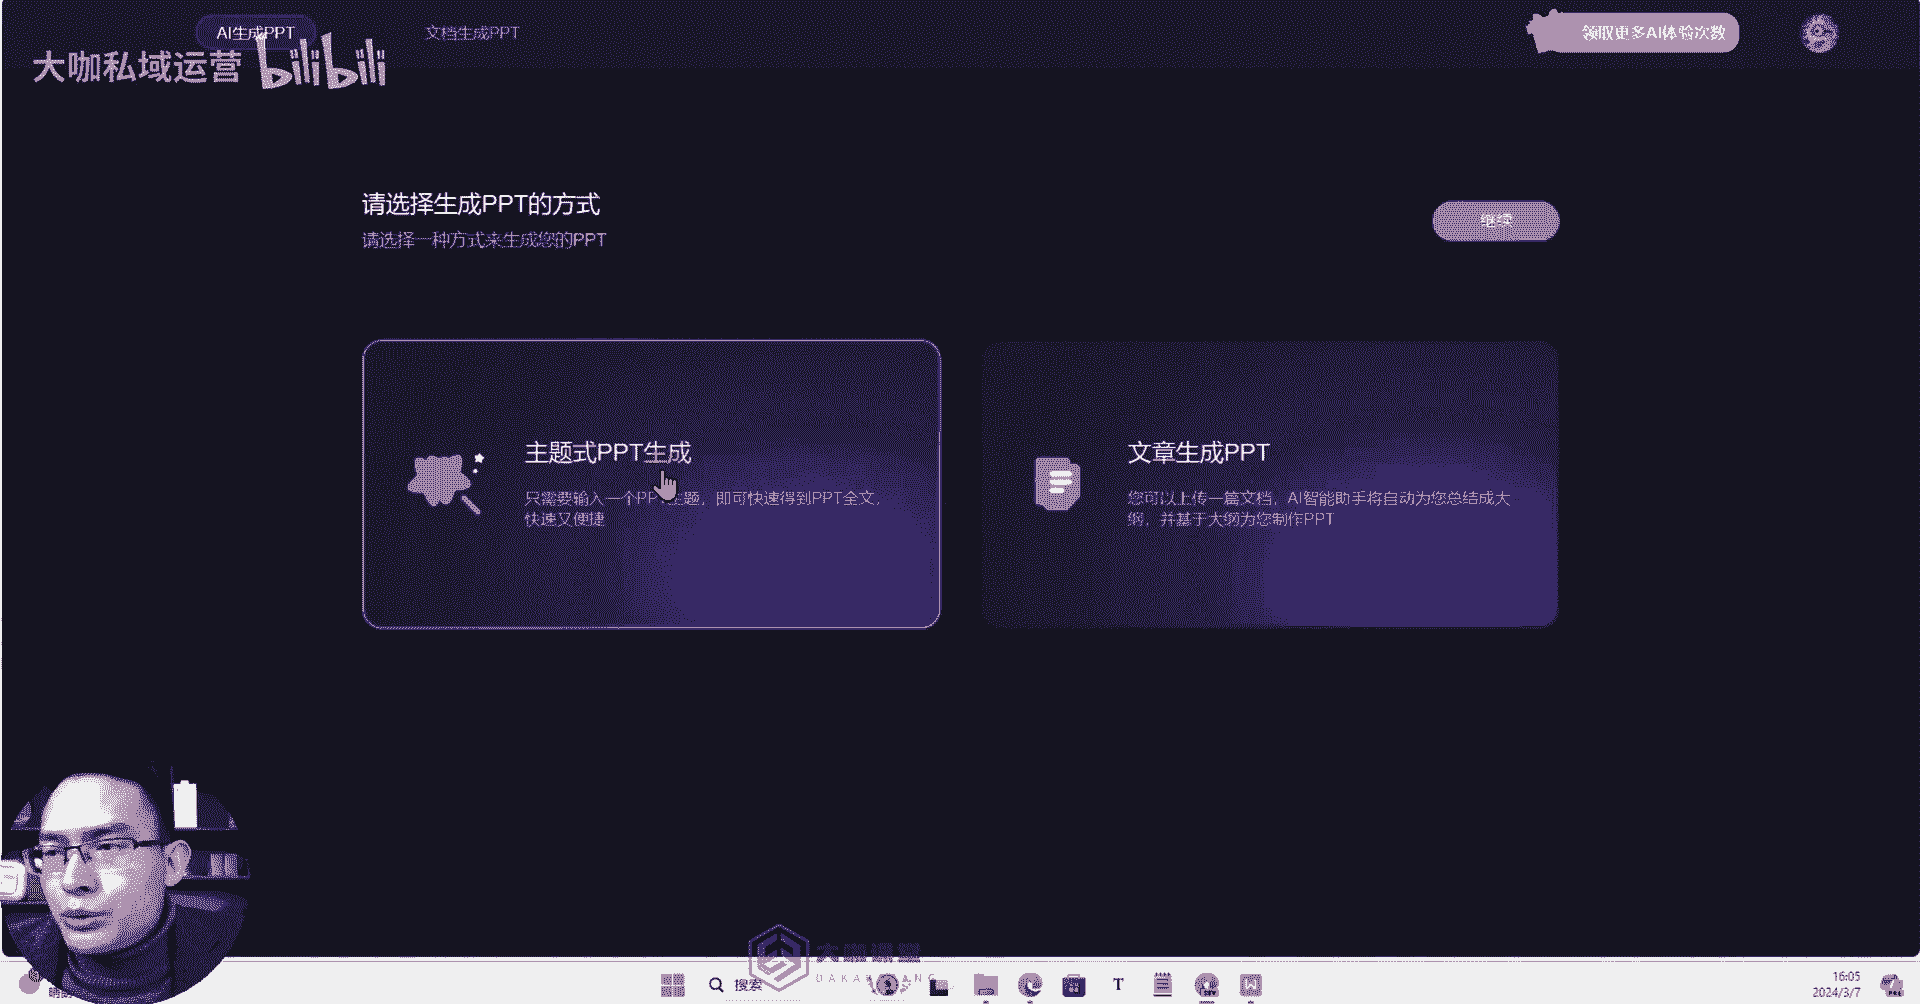 AI生成PPT
文档生成PPT
领取更多AI体验次数
大咖私域运营
bilibili
请选择生成PPT的方式
请选择一种方式来生成您的PPT
继续
主题式PPT生成
只需要输入一个PPT主题，即可快速得到PPT全文，
快速又便捷
文章生成PPT
您可以上传一篇文档，AI智能助手将自动为您总结成大
纲，并基于大纲为您制作PPT
大咖课堂
搜索
T
16:05
2024/3/7